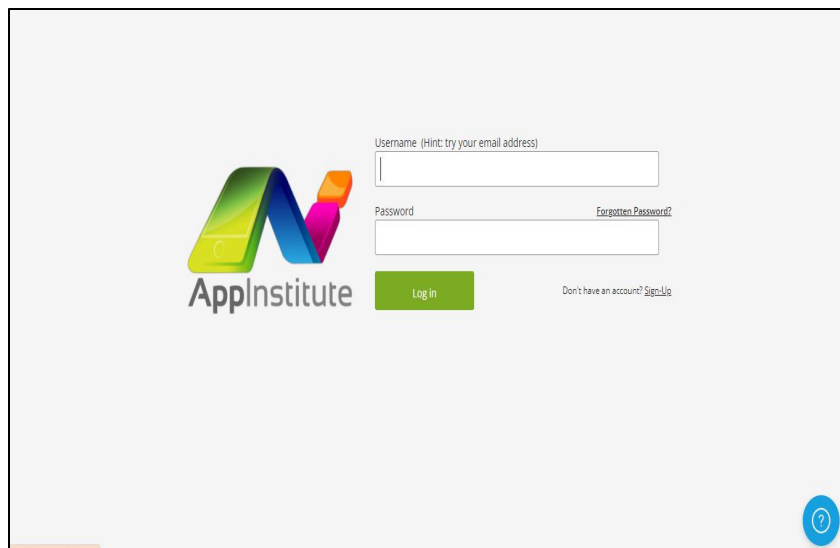 Username (Hint: try your email address)
Password
Forgotten Password?
AppInstitute
Log in
Don't have an account? Sign-Up
?